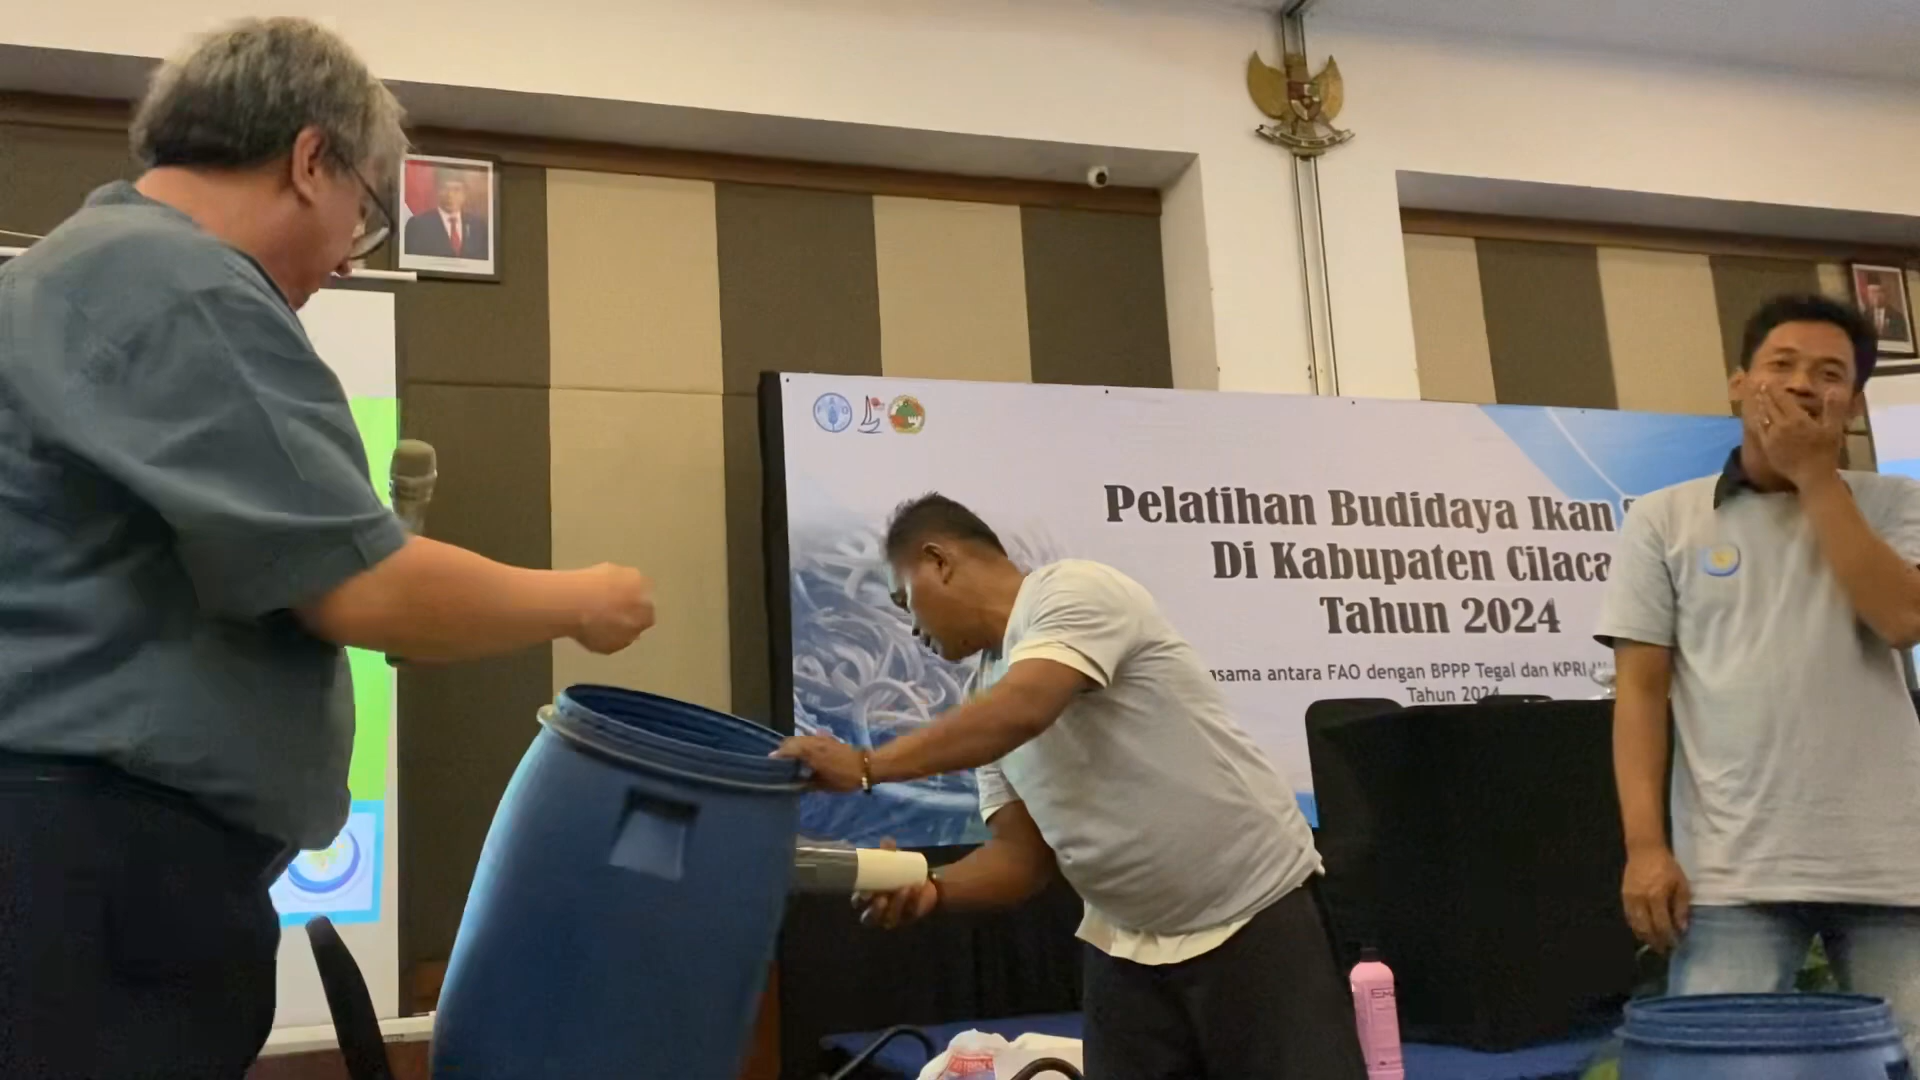 F A O
Pelatihan Budidaya Ikan
Di Kabupaten Cilaca
Tahun 2024
asama antara FAO dengan BPPP Tegal dan KPRI
Tahun 2024